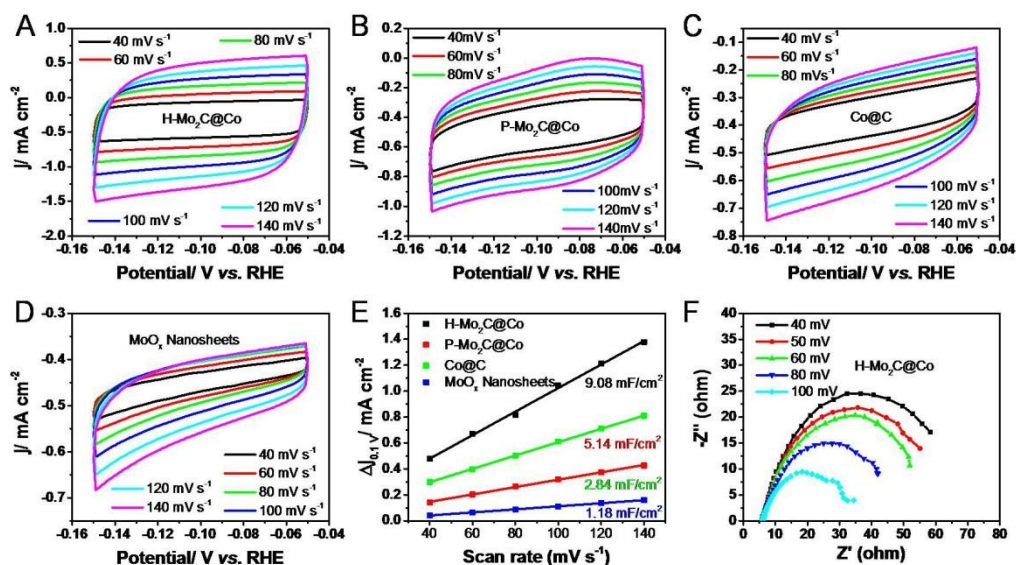 A
J/ mA cm⁻²
1.0
0.5
0.0
-0.5
-1.0
-1.5
-2.0
40 mV s⁻¹
60 mV s⁻¹
80 mV s⁻¹
H-Mo₂C@Co
100 mV s⁻¹
120 mV s⁻¹
140 mV s⁻¹
-0.16 -0.14 -0.12 -0.10 -0.08 -0.06 -0.04
Potential/ V vs. RHE
B
J/ mA cm⁻²
0.2
0.0
-0.2
-0.4
-0.6
-0.8
-1.0
-1.2
40mV s⁻¹
60mV s⁻¹
80mV s⁻¹
P-Mo₂C@Co
100mV s⁻¹
120mV s⁻¹
140mV s⁻¹
-0.16 -0.14 -0.12 -0.10 -0.08 -0.06 -0.04
Potential/ V vs. RHE
C
J/ mA cm⁻²
-0.1
-0.2
-0.3
-0.4
-0.5
-0.6
-0.7
-0.8
40 mV s⁻¹
60 mV s⁻¹
80 mVs⁻¹
Co@C
100 mV s⁻¹
120 mV s⁻¹
140 mV s⁻¹
-0.16 -0.14 -0.12 -0.10 -0.08 -0.06 -0.04
Potential/ V vs. RHE
D
J/ mA cm⁻²
-0.3
-0.4
-0.5
-0.6
-0.7
MoOₓ Nanosheets
40 mV s⁻¹
60 mV s⁻¹
80 mV s⁻¹
100 mV s⁻¹
120 mV s⁻¹
140 mV s⁻¹
-0.16 -0.14 -0.12 -0.10 -0.08 -0.06 -0.04
Potential/ V vs. RHE
E
ΔJ₀.₁ᵥ/ mA cm⁻²
1.6
1.4
1.2
1.0
0.8
0.6
0.4
0.2
0.0
H-Mo₂C@Co
P-Mo₂C@Co
Co@C
MoOₓ Nanosheets
9.08 mF/cm²
5.14 mF/cm²
2.84 mF/cm²
1.18 mF/cm²
40 60 80 100 120 140
Scan rate (mV s⁻¹)
F
-Z'' (ohm)
40
35
30
25
20
15
10
5
0
40 mV
50 mV
60 mV
80 mV
100 mV
H-Mo₂C@Co
0 10 20 30 40 50 60 70 80
Z' (ohm)